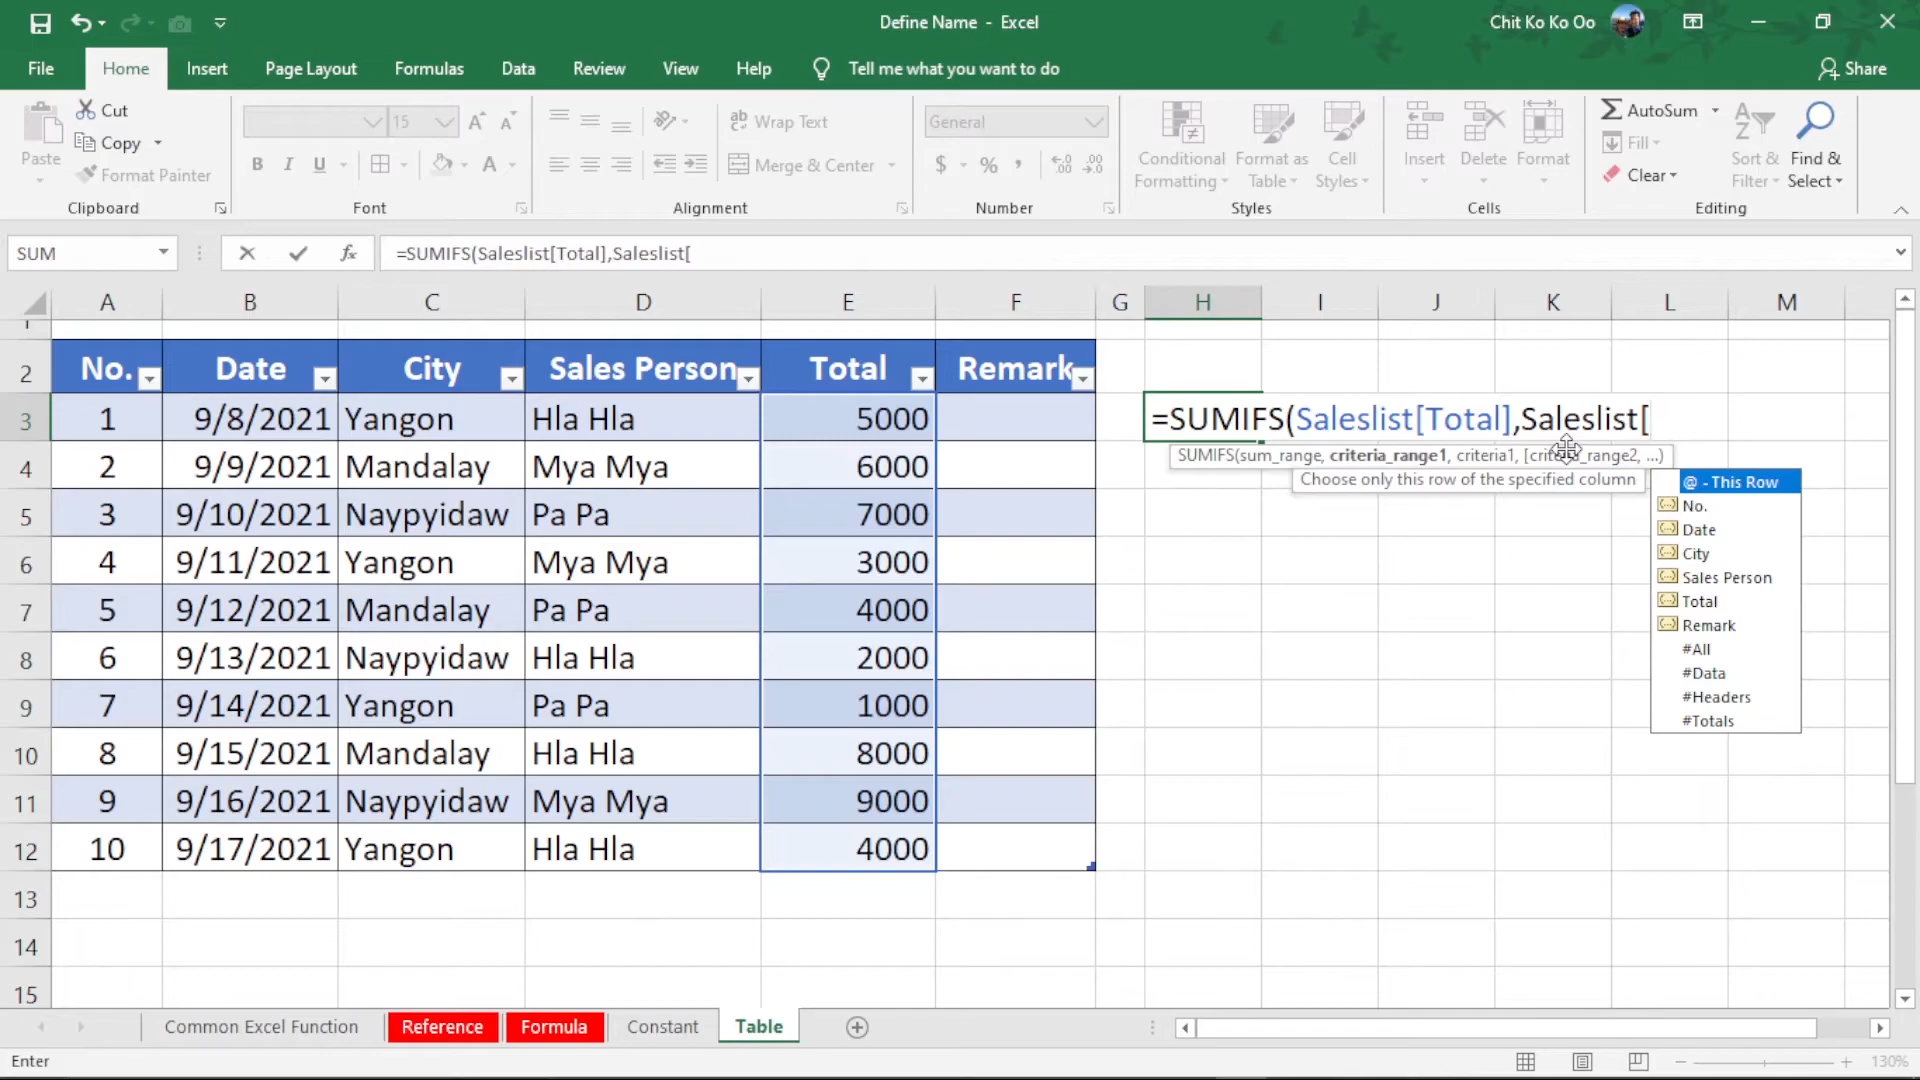 Define Name - Excel
Chit Ko Ko Oo
File Home Insert Page Layout Formulas Data Review View Help Tell me what you want to do Share
Paste
Cut
Copy
Format Painter
Clipboard
15
B I U
Font
Wrap Text
Merge & Center
Alignment
General
$ % ,
Number
Conditional Formatting
Format as Table
Cell Styles
Styles
Insert Delete Format
Cells
AutoSum
Fill
Clear
Sort & Filter
Find & Select
Editing
SUM
fx
=SUMIFS(Saleslist[Total],Saleslist[
A B C D E F G H I J K L M
1
2 No. Date City Sales Person Total Remark
3 1 9/8/2021 Yangon Hla Hla 5000 =SUMIFS(Saleslist[Total],Saleslist[
4 2 9/9/2021 Mandalay Mya Mya 6000
5 3 9/10/2021 Naypyidaw Pa Pa 7000
6 4 9/11/2021 Yangon Mya Mya 3000
7 5 9/12/2021 Mandalay Pa Pa 4000
8 6 9/13/2021 Naypyidaw Hla Hla 2000
9 7 9/14/2021 Yangon Pa Pa 1000
10 8 9/15/2021 Mandalay Hla Hla 8000
11 9 9/16/2021 Naypyidaw Mya Mya 9000
12 10 9/17/2021 Yangon Hla Hla 4000
13
14
15
SUMIFS(sum_range, criteria_range1, criteria1, [criteria_range2, ...)
Choose only this row of the specified column
@ - This Row
No.
Date
City
Sales Person
Total
Remark
#All
#Data
#Headers
#Totals
Common Excel Function Reference Formula Constant Table
Enter
130%